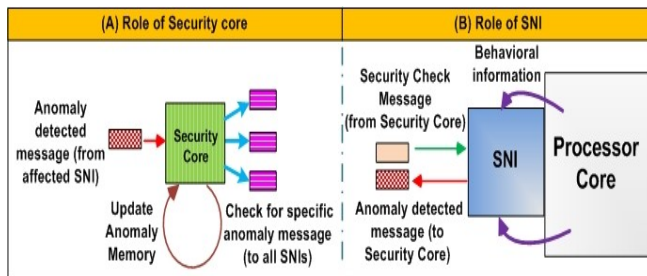 (A) Role of Security core
(B) Role of SNI
Anomaly
detected
message (from
affected SNI)
Security
Core
Update
Anomaly
Memory
Check for specific
anomaly message
(to all SNIs)
Behavioral
information
Security Check
Message
(from Security Core)
SNI
Processor
Core
Anomaly detected
message (to
Security Core)